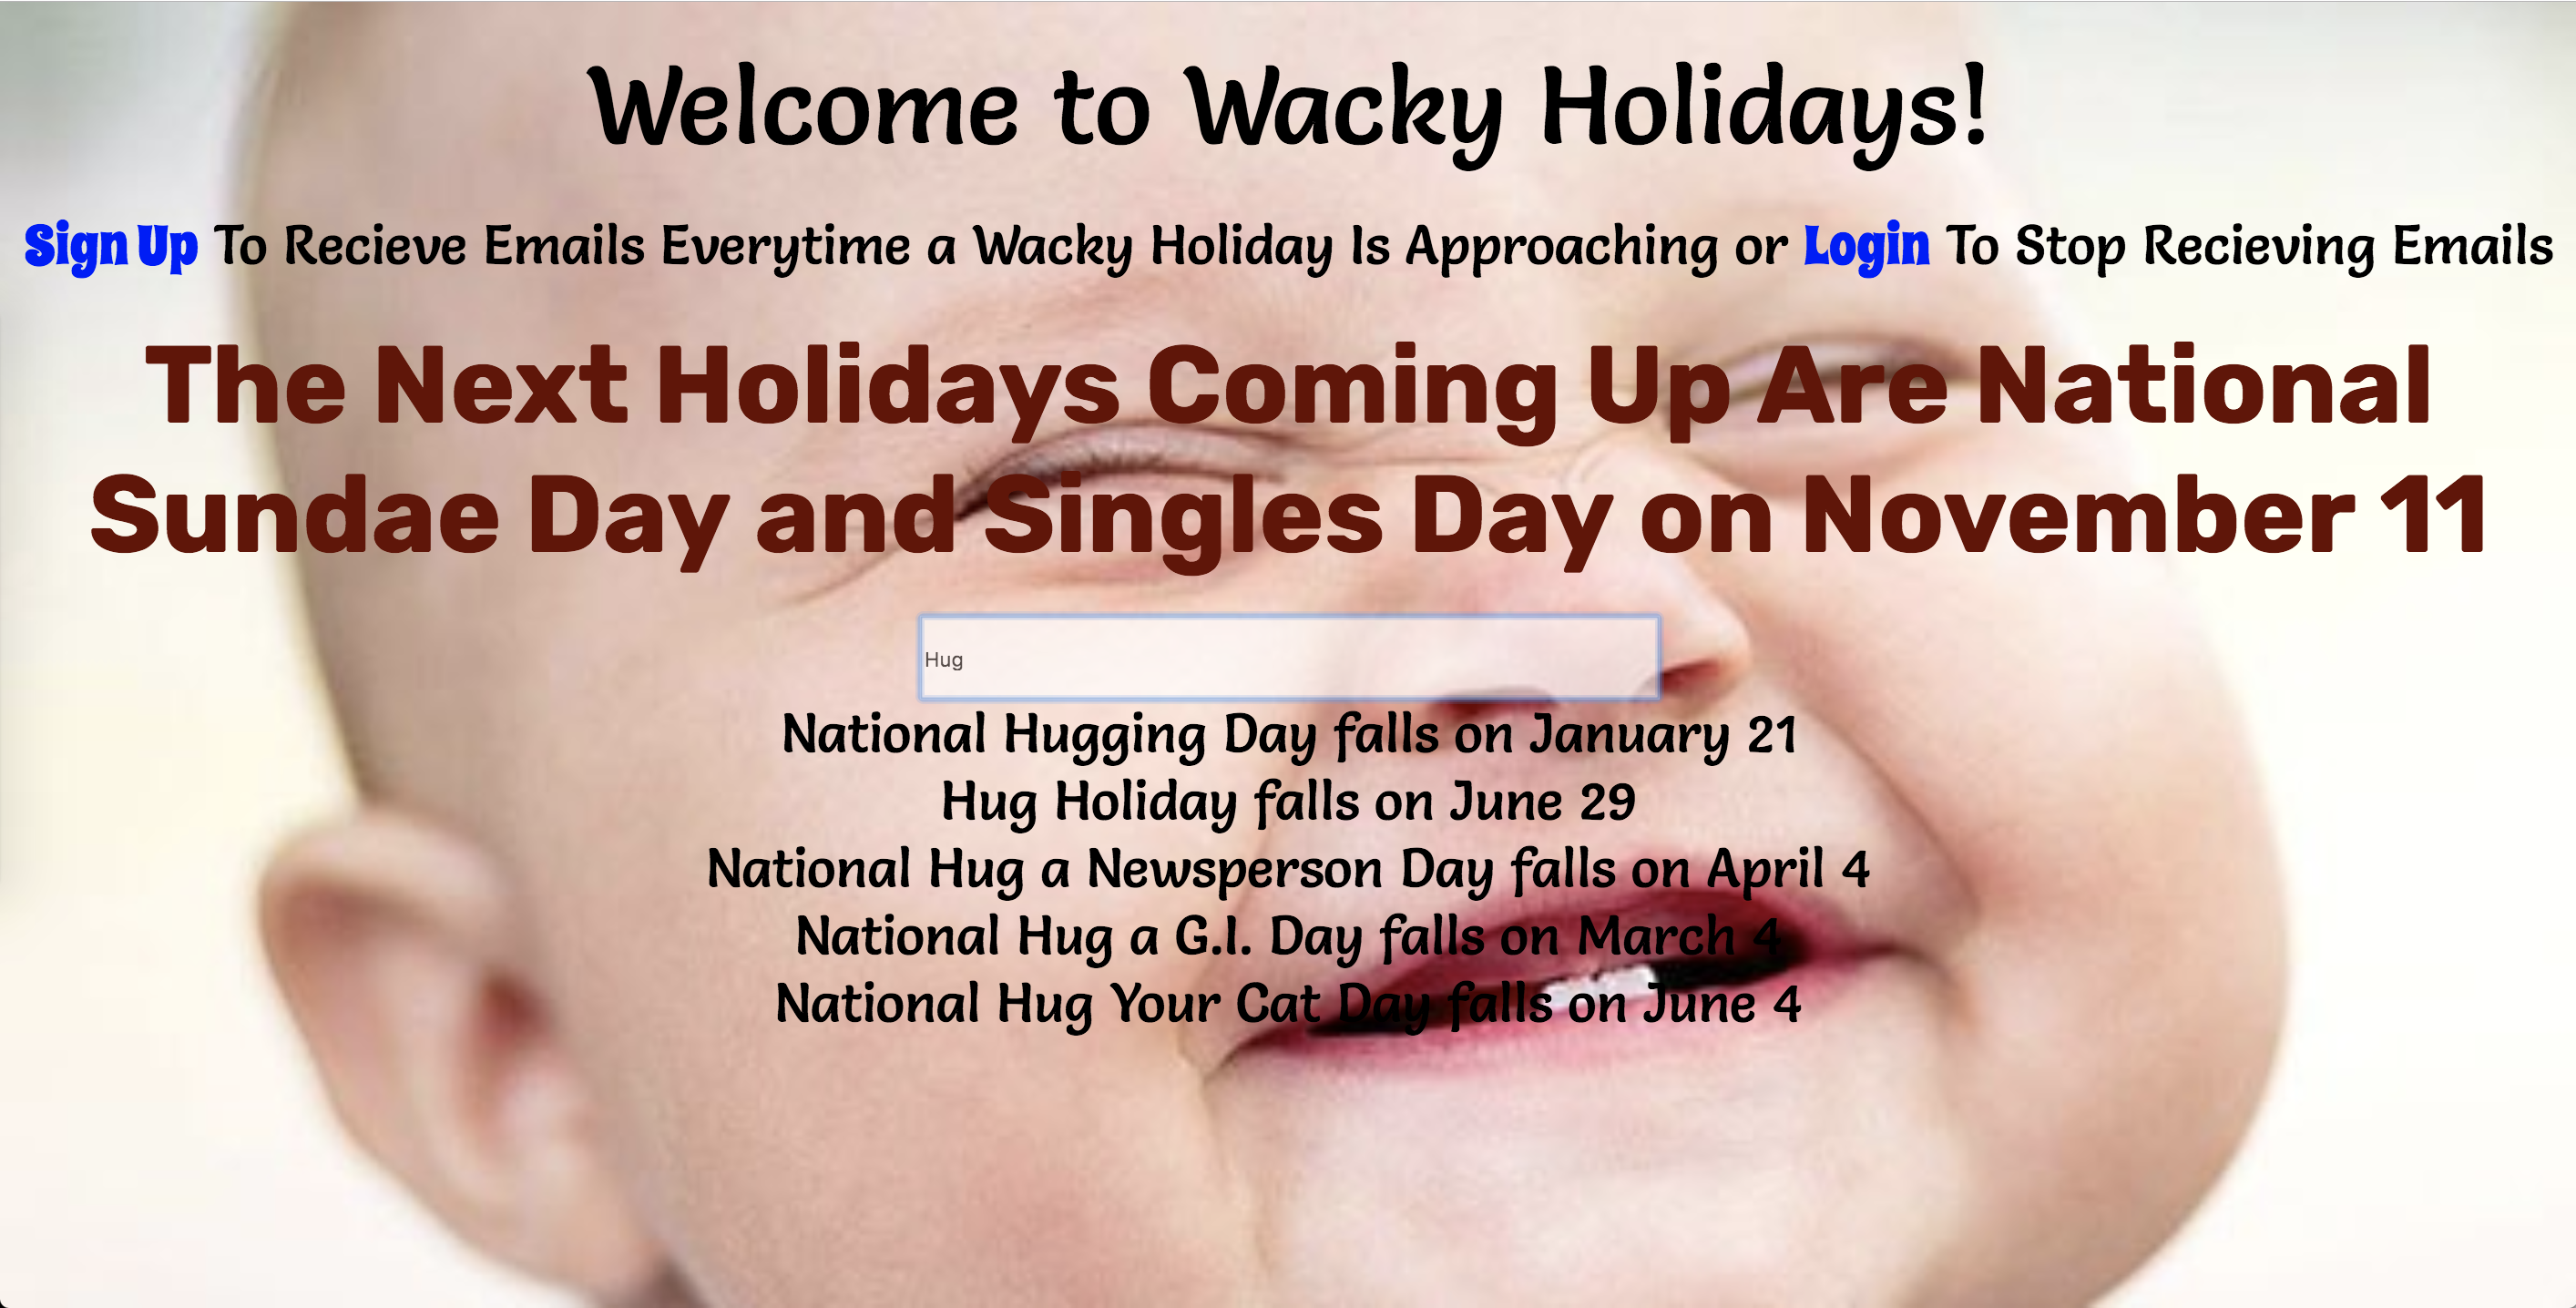 Welcome to Wacky Holidays!
Sign Up To Recieve Emails Everytime a Wacky Holiday Is Approaching or Login To Stop Recieving Emails
The Next Holidays Coming Up Are National
Sundae Day and Singles Day on November 11
Hug
National Hugging Day falls on January 21
Hug Holiday falls on June 29
National Hug a Newsperson Day falls on April 4
National Hug a G.I. Day falls on March 4
National Hug Your Cat Day falls on June 4